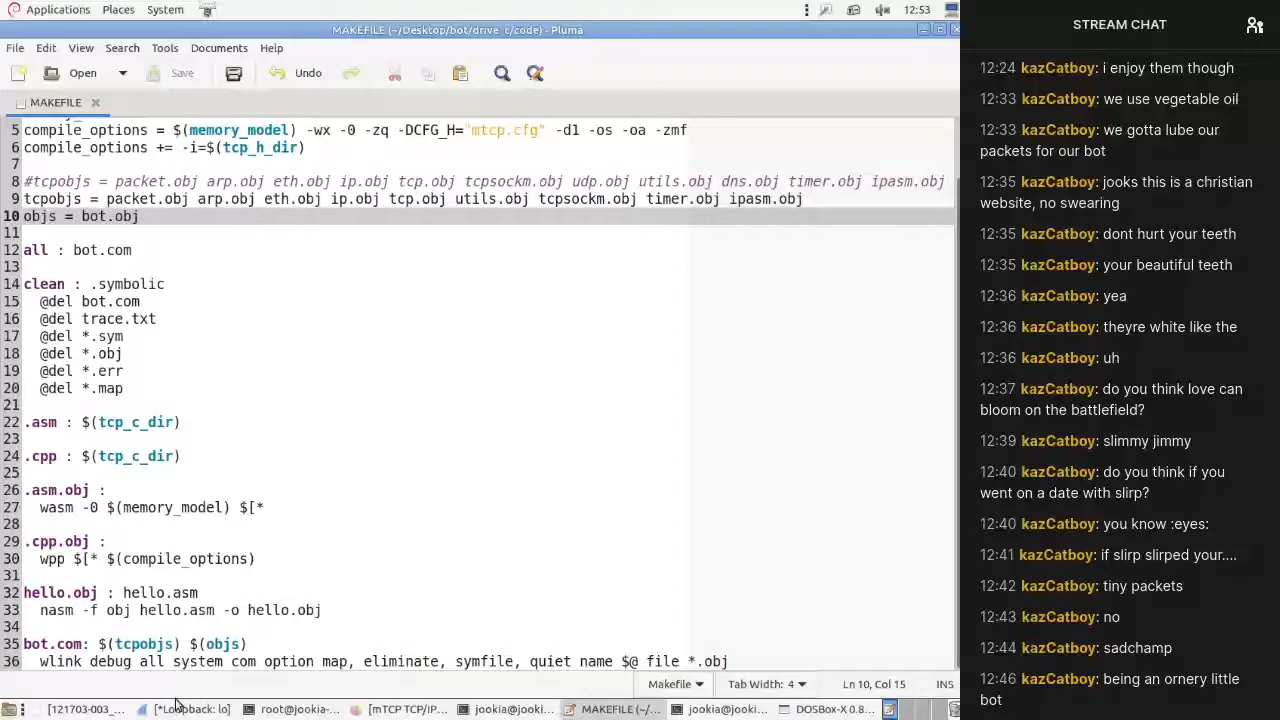 Applications Places System 12:53
MAKEFILE (~/Desktop/bot/drive_c/code) - Pluma
File Edit View Search Tools Documents Help
Open Save Undo
MAKEFILE
5 compile_options = $(memory_model) -wx -0 -zq -DCFG_H="mtcp.cfg" -d1 -os -oa -zmf
6 compile_options += -i=$(tcp_h_dir)
7
8 #tcpobjs = packet.obj arp.obj eth.obj ip.obj tcp.obj tcpsockm.obj udp.obj utils.obj dns.obj timer.obj ipasm.obj
9 tcpobjs = packet.obj arp.obj eth.obj ip.obj tcp.obj utils.obj tcpsockm.obj timer.obj ipasm.obj
10 objs = bot.obj
11
12 all : bot.com
13
14 clean : .symbolic
15 @del bot.com
16 @del trace.txt
17 @del *.sym
18 @del *.obj
19 @del *.err
20 @del *.map
21
22 .asm : $(tcp_c_dir)
23
24 .cpp : $(tcp_c_dir)
25
26 .asm.obj :
27 wasm -0 $(memory_model) $[*
28
29 .cpp.obj :
30 wpp $[* $(compile_options)
31
32 hello.obj : hello.asm
33 nasm -f obj hello.asm -o hello.obj
34
35 bot.com: $(tcpobjs) $(objs)
36 wlink debug all system com option map, eliminate, symfile, quiet name $@ file *.obj
Makefile Tab Width: 4 Ln 10, Col 15 INS
[121703-003_... [*Loopback: lo] root@jookia-... [mTCP TCP/IP... jookia@jooki... MAKEFILE (~/... jookia@jooki... DOSBox-X 0.8...
STREAM CHAT
12:24 kazCatboy: i enjoy them though
12:33 kazCatboy: we use vegetable oil
12:33 kazCatboy: we gotta lube our
packets for our bot
12:35 kazCatboy: jooks this is a christian
website, no swearing
12:35 kazCatboy: dont hurt your teeth
12:35 kazCatboy: your beautiful teeth
12:36 kazCatboy: yea
12:36 kazCatboy: theyre white like the
12:36 kazCatboy: uh
12:37 kazCatboy: do you think love can
bloom on the battlefield?
12:39 kazCatboy: slimmy jimmy
12:40 kazCatboy: do you think if you
went on a date with slirp?
12:40 kazCatboy: you know :eyes:
12:41 kazCatboy: if slirp slirped your....
12:42 kazCatboy: tiny packets
12:43 kazCatboy: no
12:44 kazCatboy: sadchamp
12:46 kazCatboy: being an ornery little
bot